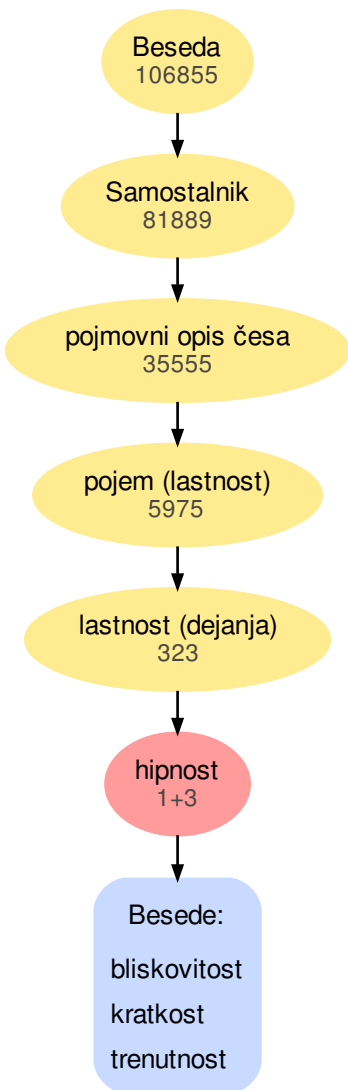 Beseda
106855
Samostalnik
81889
pojmovni opis česa
35555
pojem (lastnost)
5975
lastnost (dejanja)
323
hipnost
1+3
Besede:
bliskovitost
kratkost
trenutnost